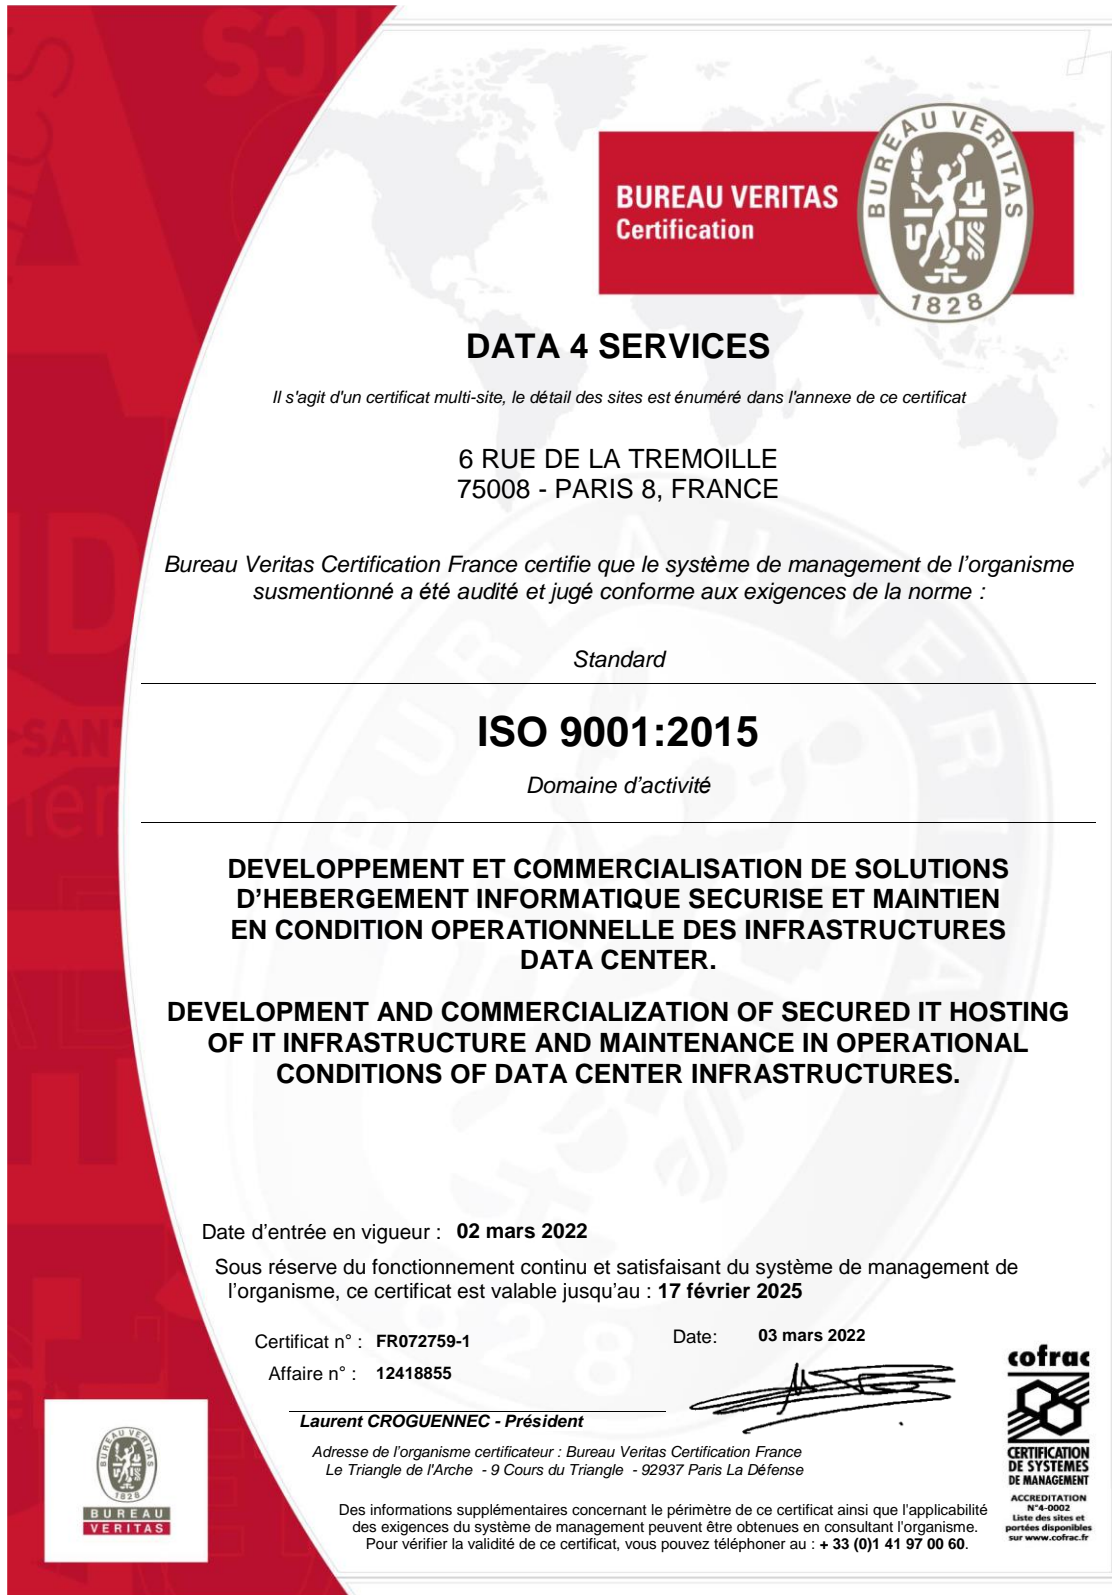 BUREAU VERITAS
Certification
BUREAU VERITAS
1828
DATA 4 SERVICES
Il s'agit d'un certificat multi-site, le détail des sites est énuméré dans l'annexe de ce certificat
6 RUE DE LA TREMOILLE
75008 - PARIS 8, FRANCE
Bureau Veritas Certification France certifie que le système de management de l’organisme
susmentionné a été audité et jugé conforme aux exigences de la norme :
Standard
ISO 9001:2015
Domaine d’activité
DEVELOPPEMENT ET COMMERCIALISATION DE SOLUTIONS
D’HEBERGEMENT INFORMATIQUE SECURISE ET MAINTIEN
EN CONDITION OPERATIONNELLE DES INFRASTRUCTURES
DATA CENTER.
DEVELOPMENT AND COMMERCIALIZATION OF SECURED IT HOSTING
OF IT INFRASTRUCTURE AND MAINTENANCE IN OPERATIONAL
CONDITIONS OF DATA CENTER INFRASTRUCTURES.
Date d’entrée en vigueur : 02 mars 2022
Sous réserve du fonctionnement continu et satisfaisant du système de management de
l’organisme, ce certificat est valable jusqu’au : 17 février 2025
Certificat n° : FR072759-1
Date: 03 mars 2022
Affaire n° : 12418855
Laurent CROGUENNEC - Président
Adresse de l’organisme certificateur : Bureau Veritas Certification France
Le Triangle de l'Arche - 9 Cours du Triangle - 92937 Paris La Défense
Des informations supplémentaires concernant le périmètre de ce certificat ainsi que l'applicabilité
des exigences du système de management peuvent être obtenues en consultant l’organisme.
Pour vérifier la validité de ce certificat, vous pouvez téléphoner au : + 33 (0)1 41 97 00 60.
BUREAU VERITAS
1828
BUREAU
VERITAS
cofrac
CERTIFICATION
DE SYSTEMES
DE MANAGEMENT
ACCREDITATION
N°4-0002
Liste des sites et
portées disponibles
sur www.cofrac.fr